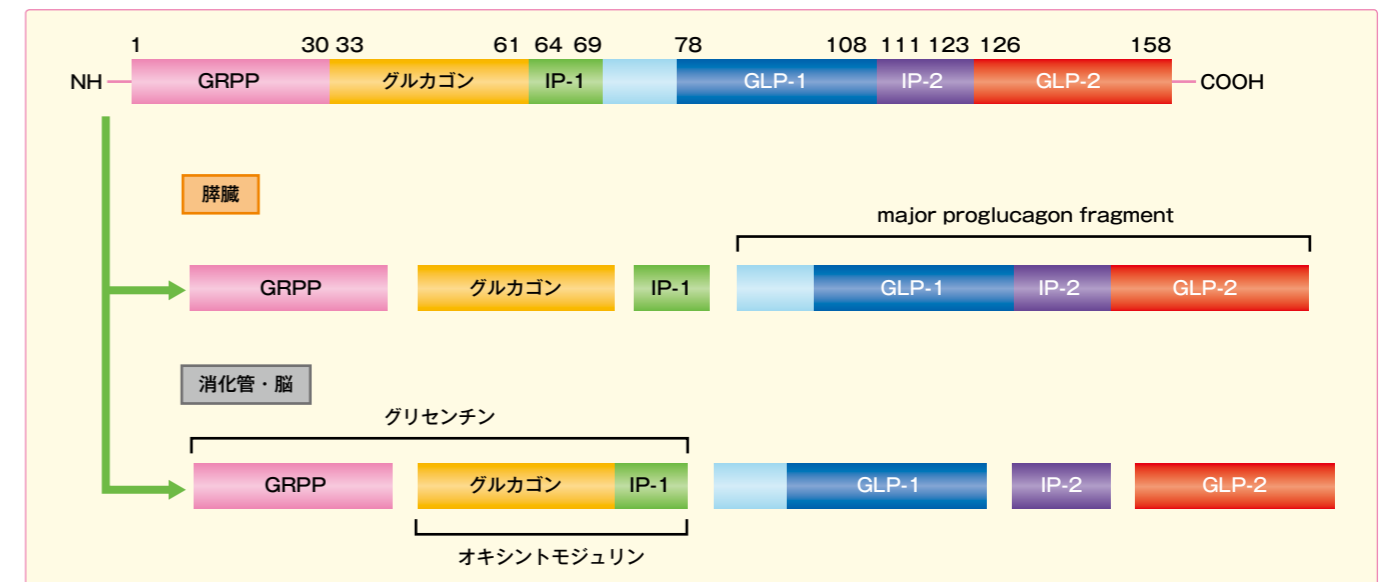 1 30 33 61 64 69 78 108 111 123 126 158
NH GRPP グルカゴン IP-1 GLP-1 IP-2 GLP-2 COOH
膵臓
major proglucagon fragment
GRPP グルカゴン IP-1 GLP-1 IP-2 GLP-2
消化管・脳
グリセンチン
GRPP グルカゴン IP-1 GLP-1 IP-2 GLP-2
オキシントモジュリン